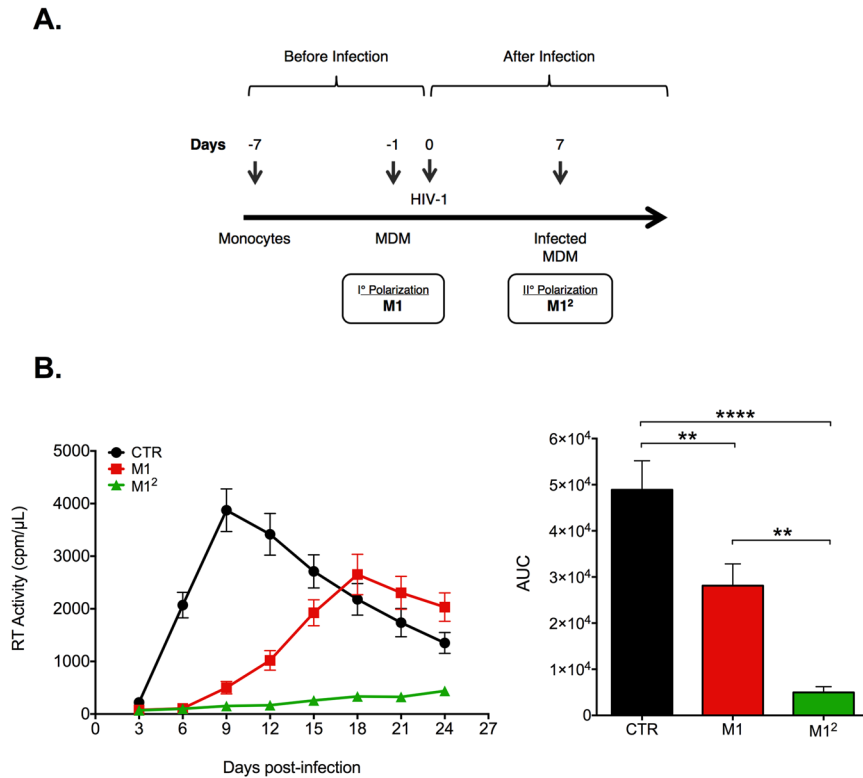 A.
Before Infection After Infection
Days -7 -1 0 7
HIV-1
Monocytes MDM Infected
MDM
I° Polarization
M1
II° Polarization
M1²
B.
CTR
M1
M1²
RT Activity (cpm/µL)
5000
4000
3000
2000
1000
0
0 3 6 9 12 15 18 21 24 27
Days post-infection
****
**
**
AUC
6×10⁴
5×10⁴
4×10⁴
3×10⁴
2×10⁴
1×10⁴
0
CTR M1 M1²